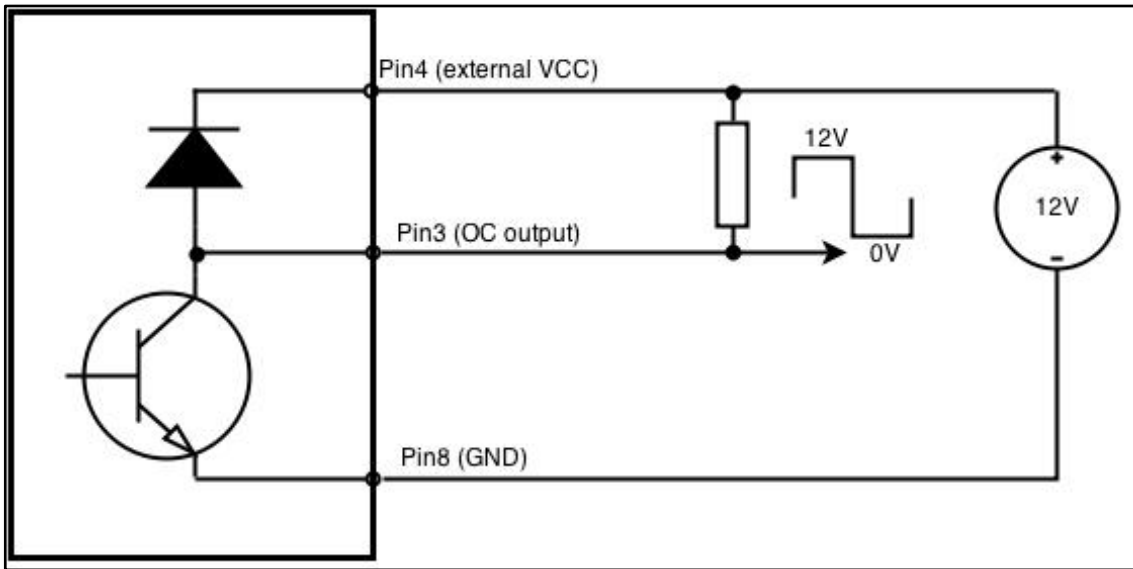 Pin4 (external VCC)
12V
+
12V
-
Pin3 (OC output)
0V
Pin8 (GND)